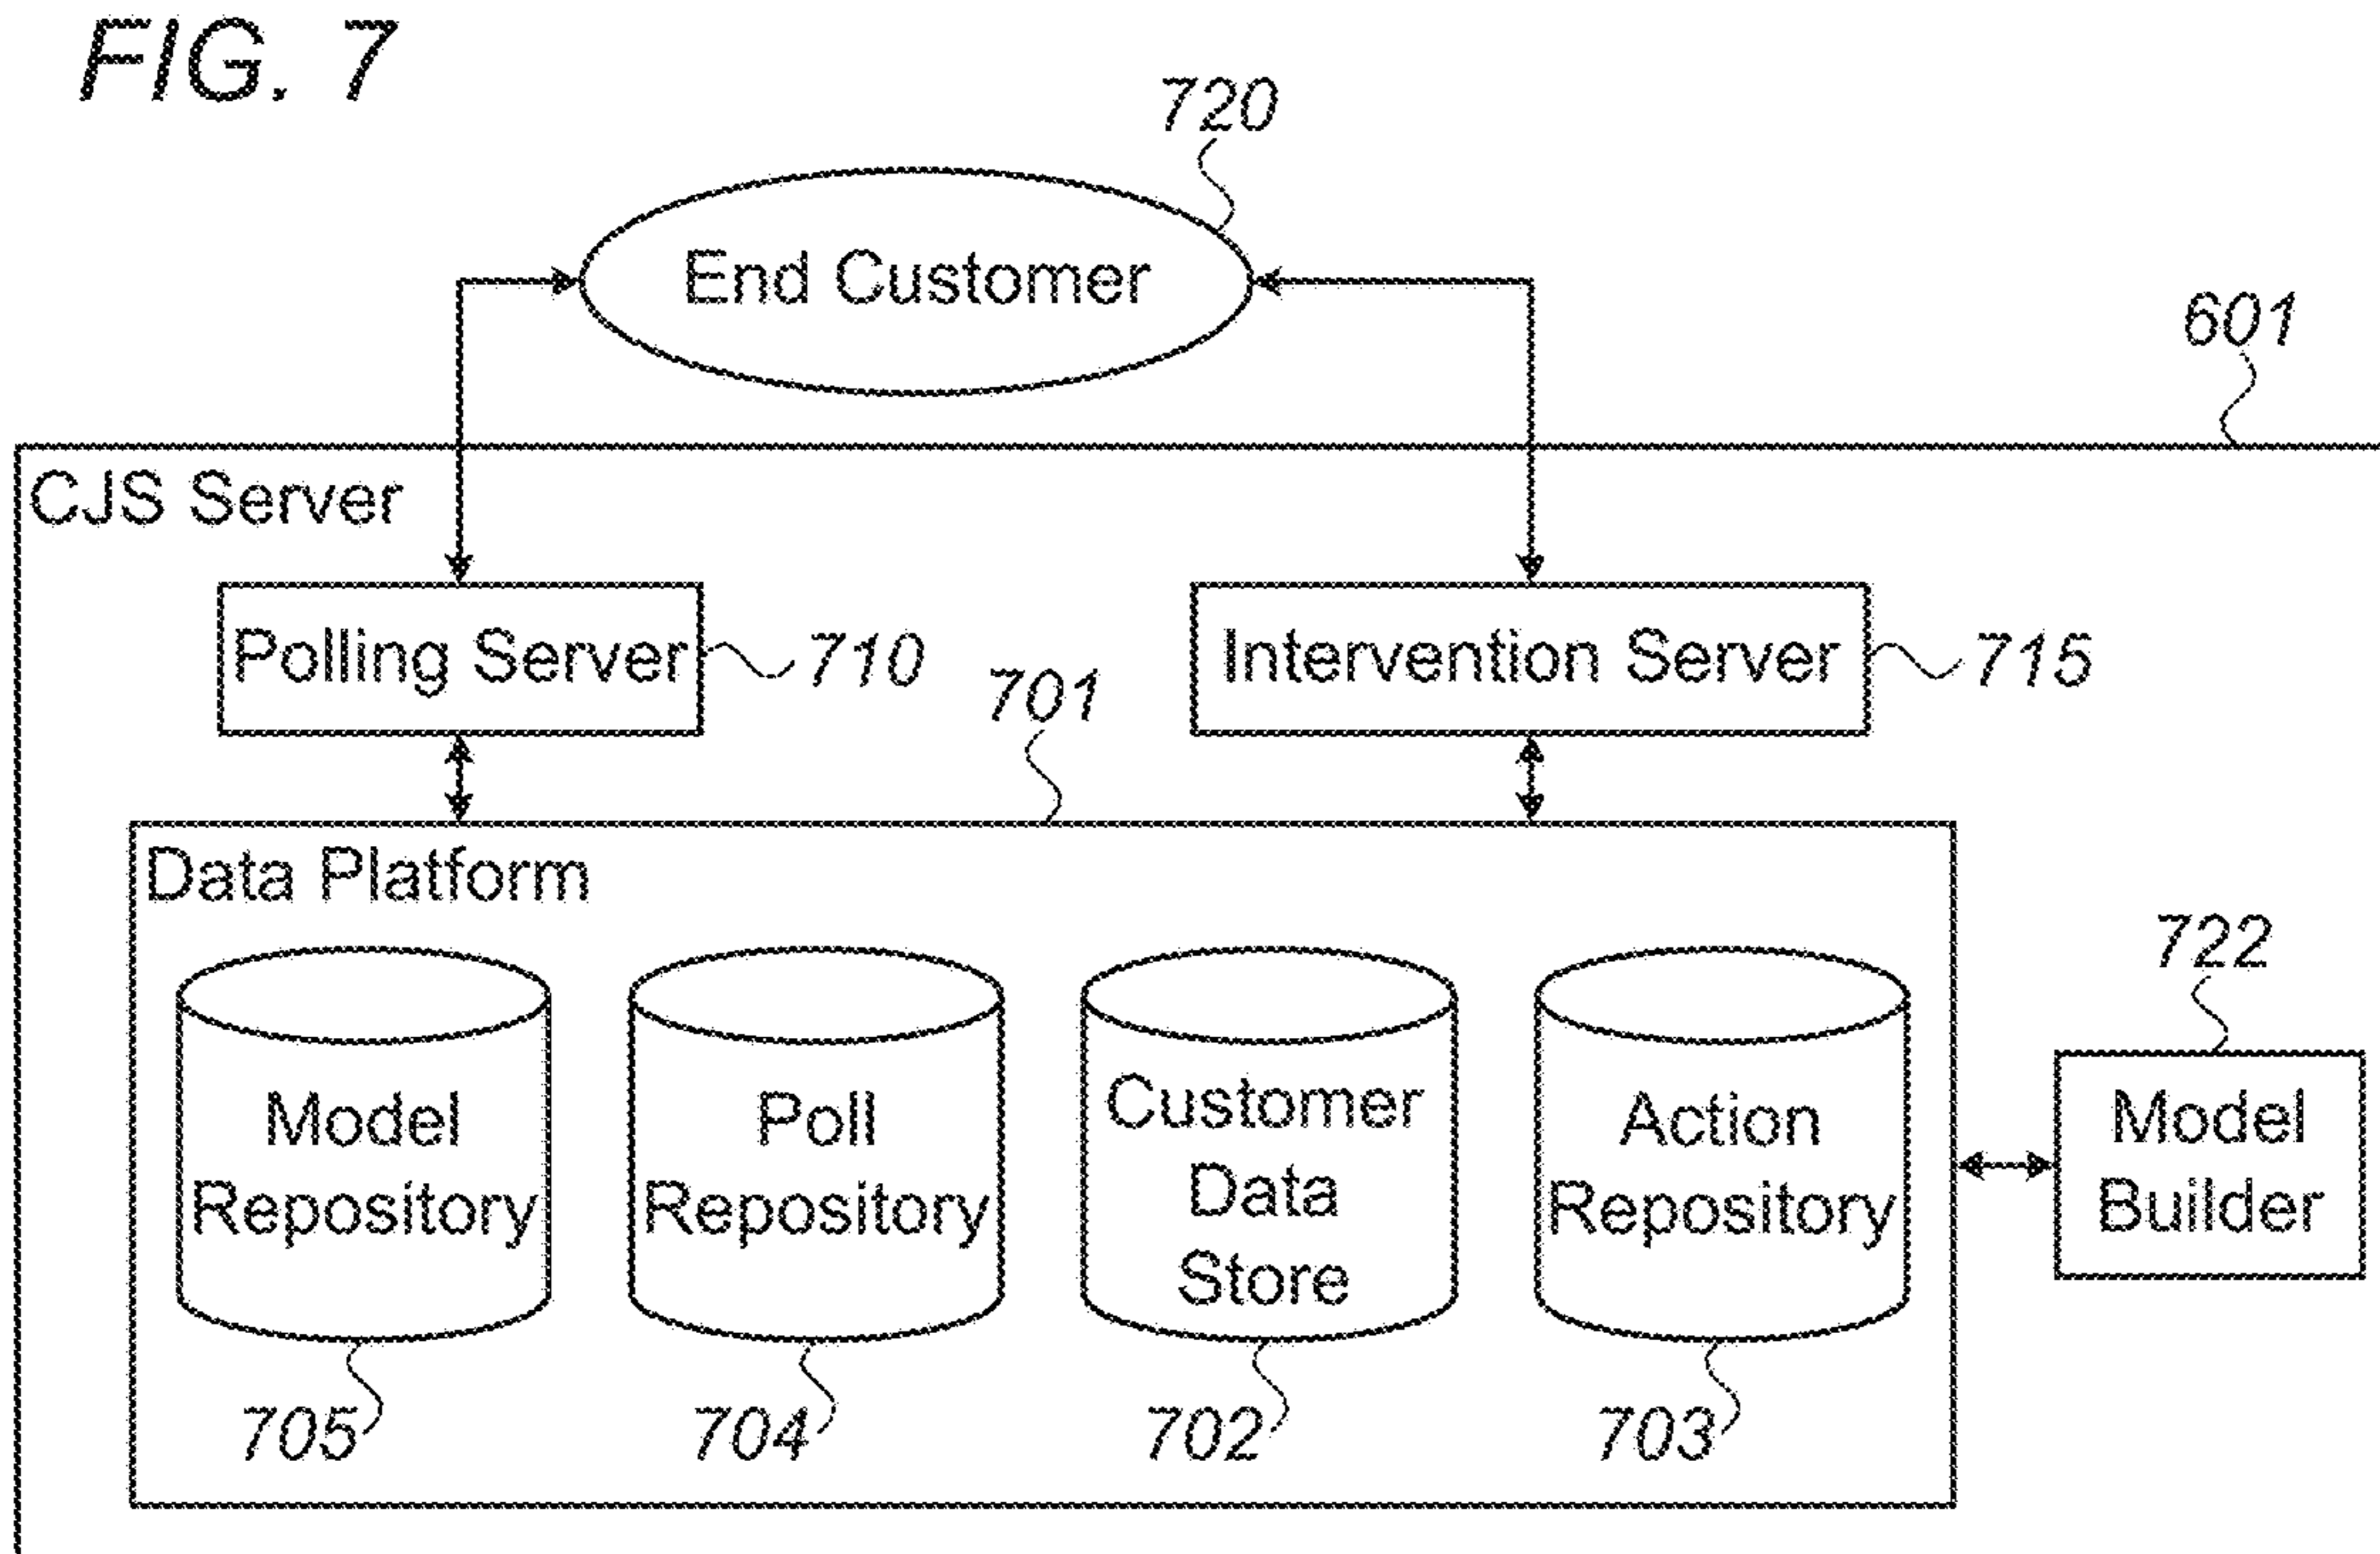 FIG. 7
720
End Customer
601
CJS Server
Polling Server
710
701
Intervention Server
715
Data Platform
722
Model
Repository
Poll
Repository
Customer
Data
Store
Action
Repository
Model
Builder
705
704
702
703